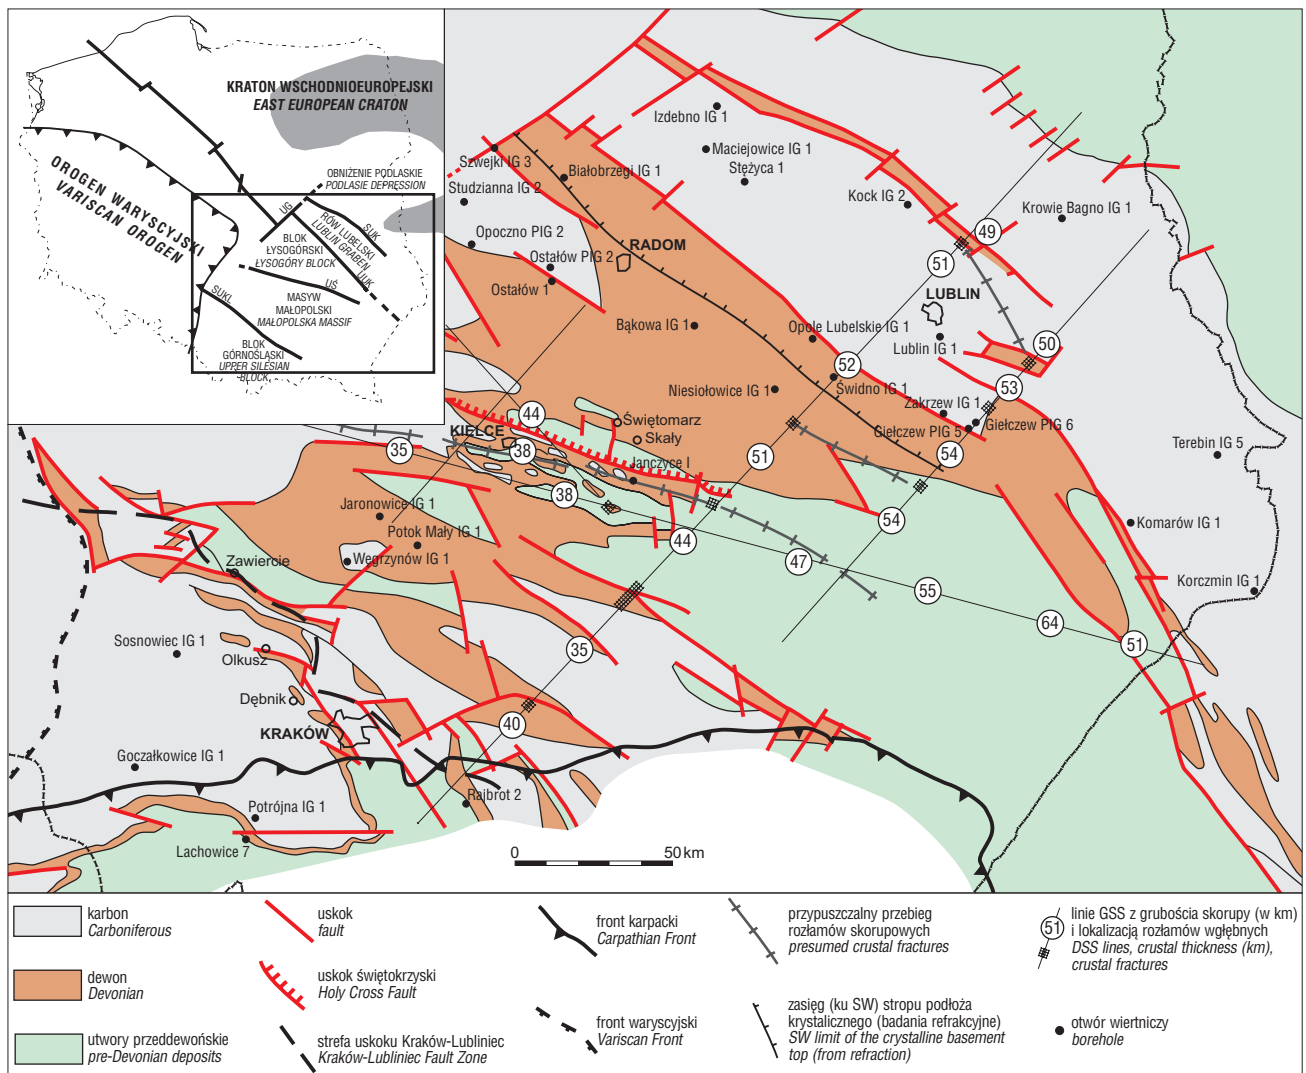 KRATON WSCHODNIOEUROPEJSKI
EAST EUROPEAN CRATON
OROGEN WARYSCYJSKI
VARISCAN OROGEN
OBNIŻENIE PODLASKIE
PODLASIE DEPRESSION
UG
SUK
RÓW LUBELSKI
LUBLIN GRABEN
BLOK
ŁYSOGÓRSKI
ŁYSOGÓRY BLOCK
UUK
UŚ
SUKL
MASYW
MAŁOPOLSKI
MAŁOPOLSKA MASSIF
BLOK
GÓRNOŚLĄSKI
UPPER SILESIAN
BLOCK
Izdebno IG 1
Szwejki IG 3
Maciejowice IG 1
Białobrzegi IG 1
Stężyca 1
Studzianna IG 2
Kock IG 2
Krowie Bagno IG 1
Opoczno PIG 2
RADOM
49
Ostałów PIG 2
51
Ostałów 1
LUBLIN
Bąkowa IG 1
Opole Lubelskie IG 1
Lublin IG 1
50
52
Niesiołowice IG 1
Świdno IG 1
53
Zakrzew IG 1
44
Świętomarz
Giełczew PIG 5
Giełczew PIG 6
KIELCE
Skały
Terebin IG 5
35
38
51
54
Janczyce I
38
Jaronowice IG 1
54
Komarów IG 1
Potok Mały IG 1
44
Węgrzynów IG 1
47
Zawiercie
Korczmin IG 1
55
64
Sosnowiec IG 1
35
51
Olkusz
Dębnik
40
KRAKÓW
Goczałkowice IG 1
Rajbrot 2
Potrójna IG 1
Lachowice 7
0
50 km
karbon
Carboniferous
dewon
Devonian
utwory przeddewońskie
pre-Devonian deposits
uskok
fault
uskok świętokrzyski
Holy Cross Fault
strefa uskoku Kraków-Lubliniec
Kraków-Lubliniec Fault Zone
front karpacki
Carpathian Front
front waryscyjski
Variscan Front
przypuszczalny przebieg
rozłamów skorupowych
presumed crustal fractures
zasięg (ku SW) stropu podłoża
krystalicznego (badania refrakcyjne)
SW limit of the crystalline basement
top (from refraction)
51
linie GSS z grubością skorupy (w km)
i lokalizacją rozłamów wgłębnych
DSS lines, crustal thickness (km),
crustal fractures
otwór wiertniczy
borehole